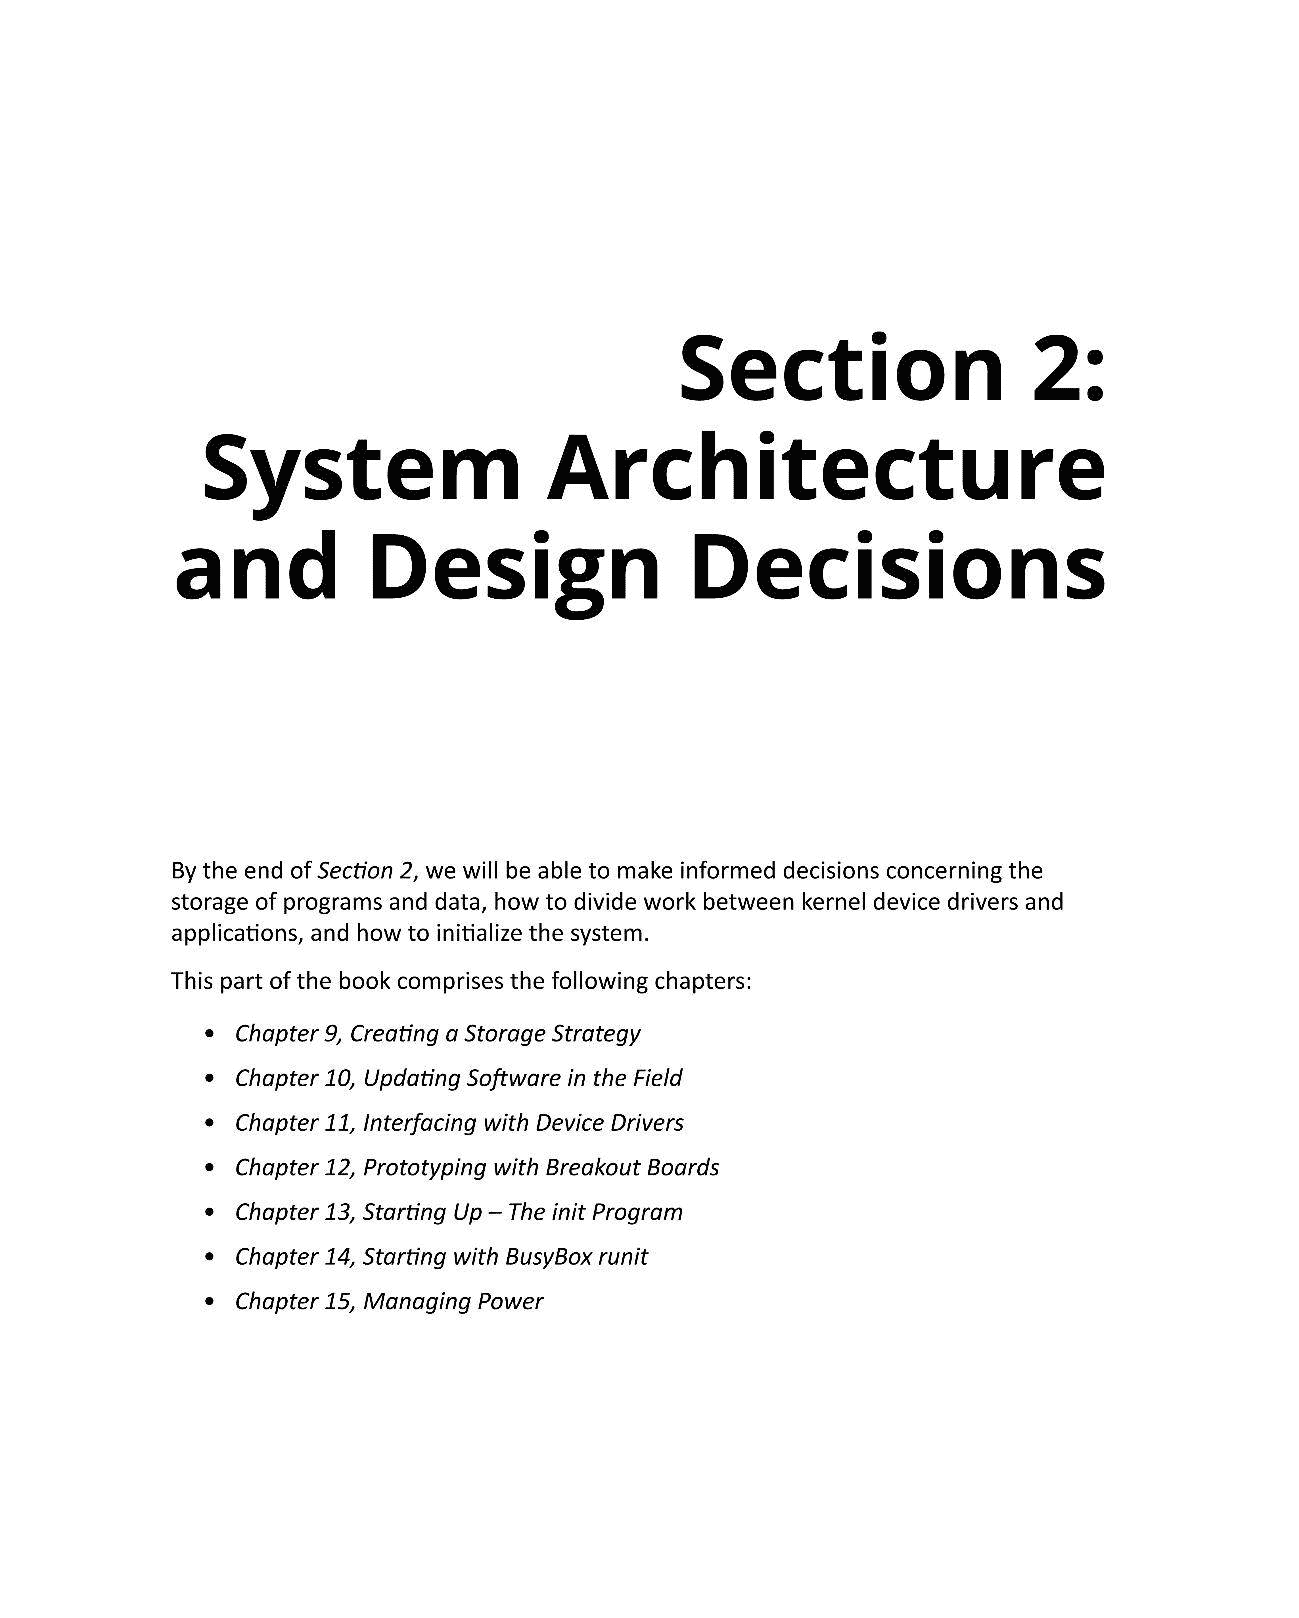 Section 2:
System Architecture
and Design Decisions
By the end of Section 2, we will be able to make informed decisions concerning the
storage of programs and data, how to divide work between kernel device drivers and
applications, and how to initialize the system.
This part of the book comprises the following chapters:
• Chapter 9, Creating a Storage Strategy
• Chapter 10, Updating Software in the Field
• Chapter 11, Interfacing with Device Drivers
• Chapter 12, Prototyping with Breakout Boards
• Chapter 13, Starting Up – The init Program
• Chapter 14, Starting with BusyBox runit
• Chapter 15, Managing Power